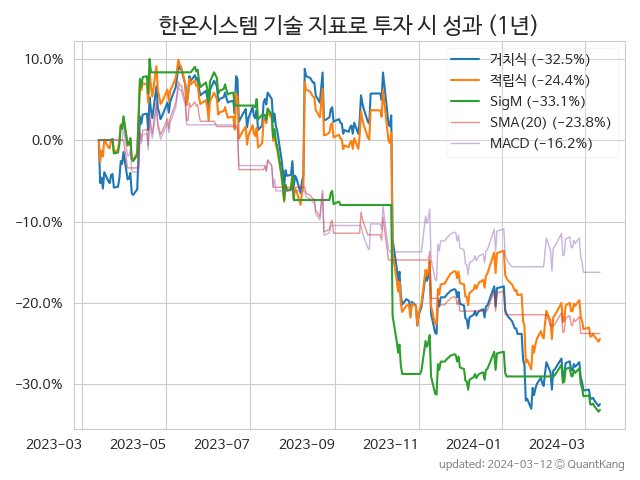 한온시스템 기술 지표로 투자 시 성과 (1년)
10.0%
0.0%
−10.0%
−20.0%
−30.0%
거치식 (−32.5%)
적립식 (−24.4%)
SigM (−33.1%)
SMA(20) (−23.8%)
MACD (−16.2%)
2023-03 2023-05 2023-07 2023-09 2023-11 2024-01 2024-03
updated: 2024-03-12 ⓒ QuantKang